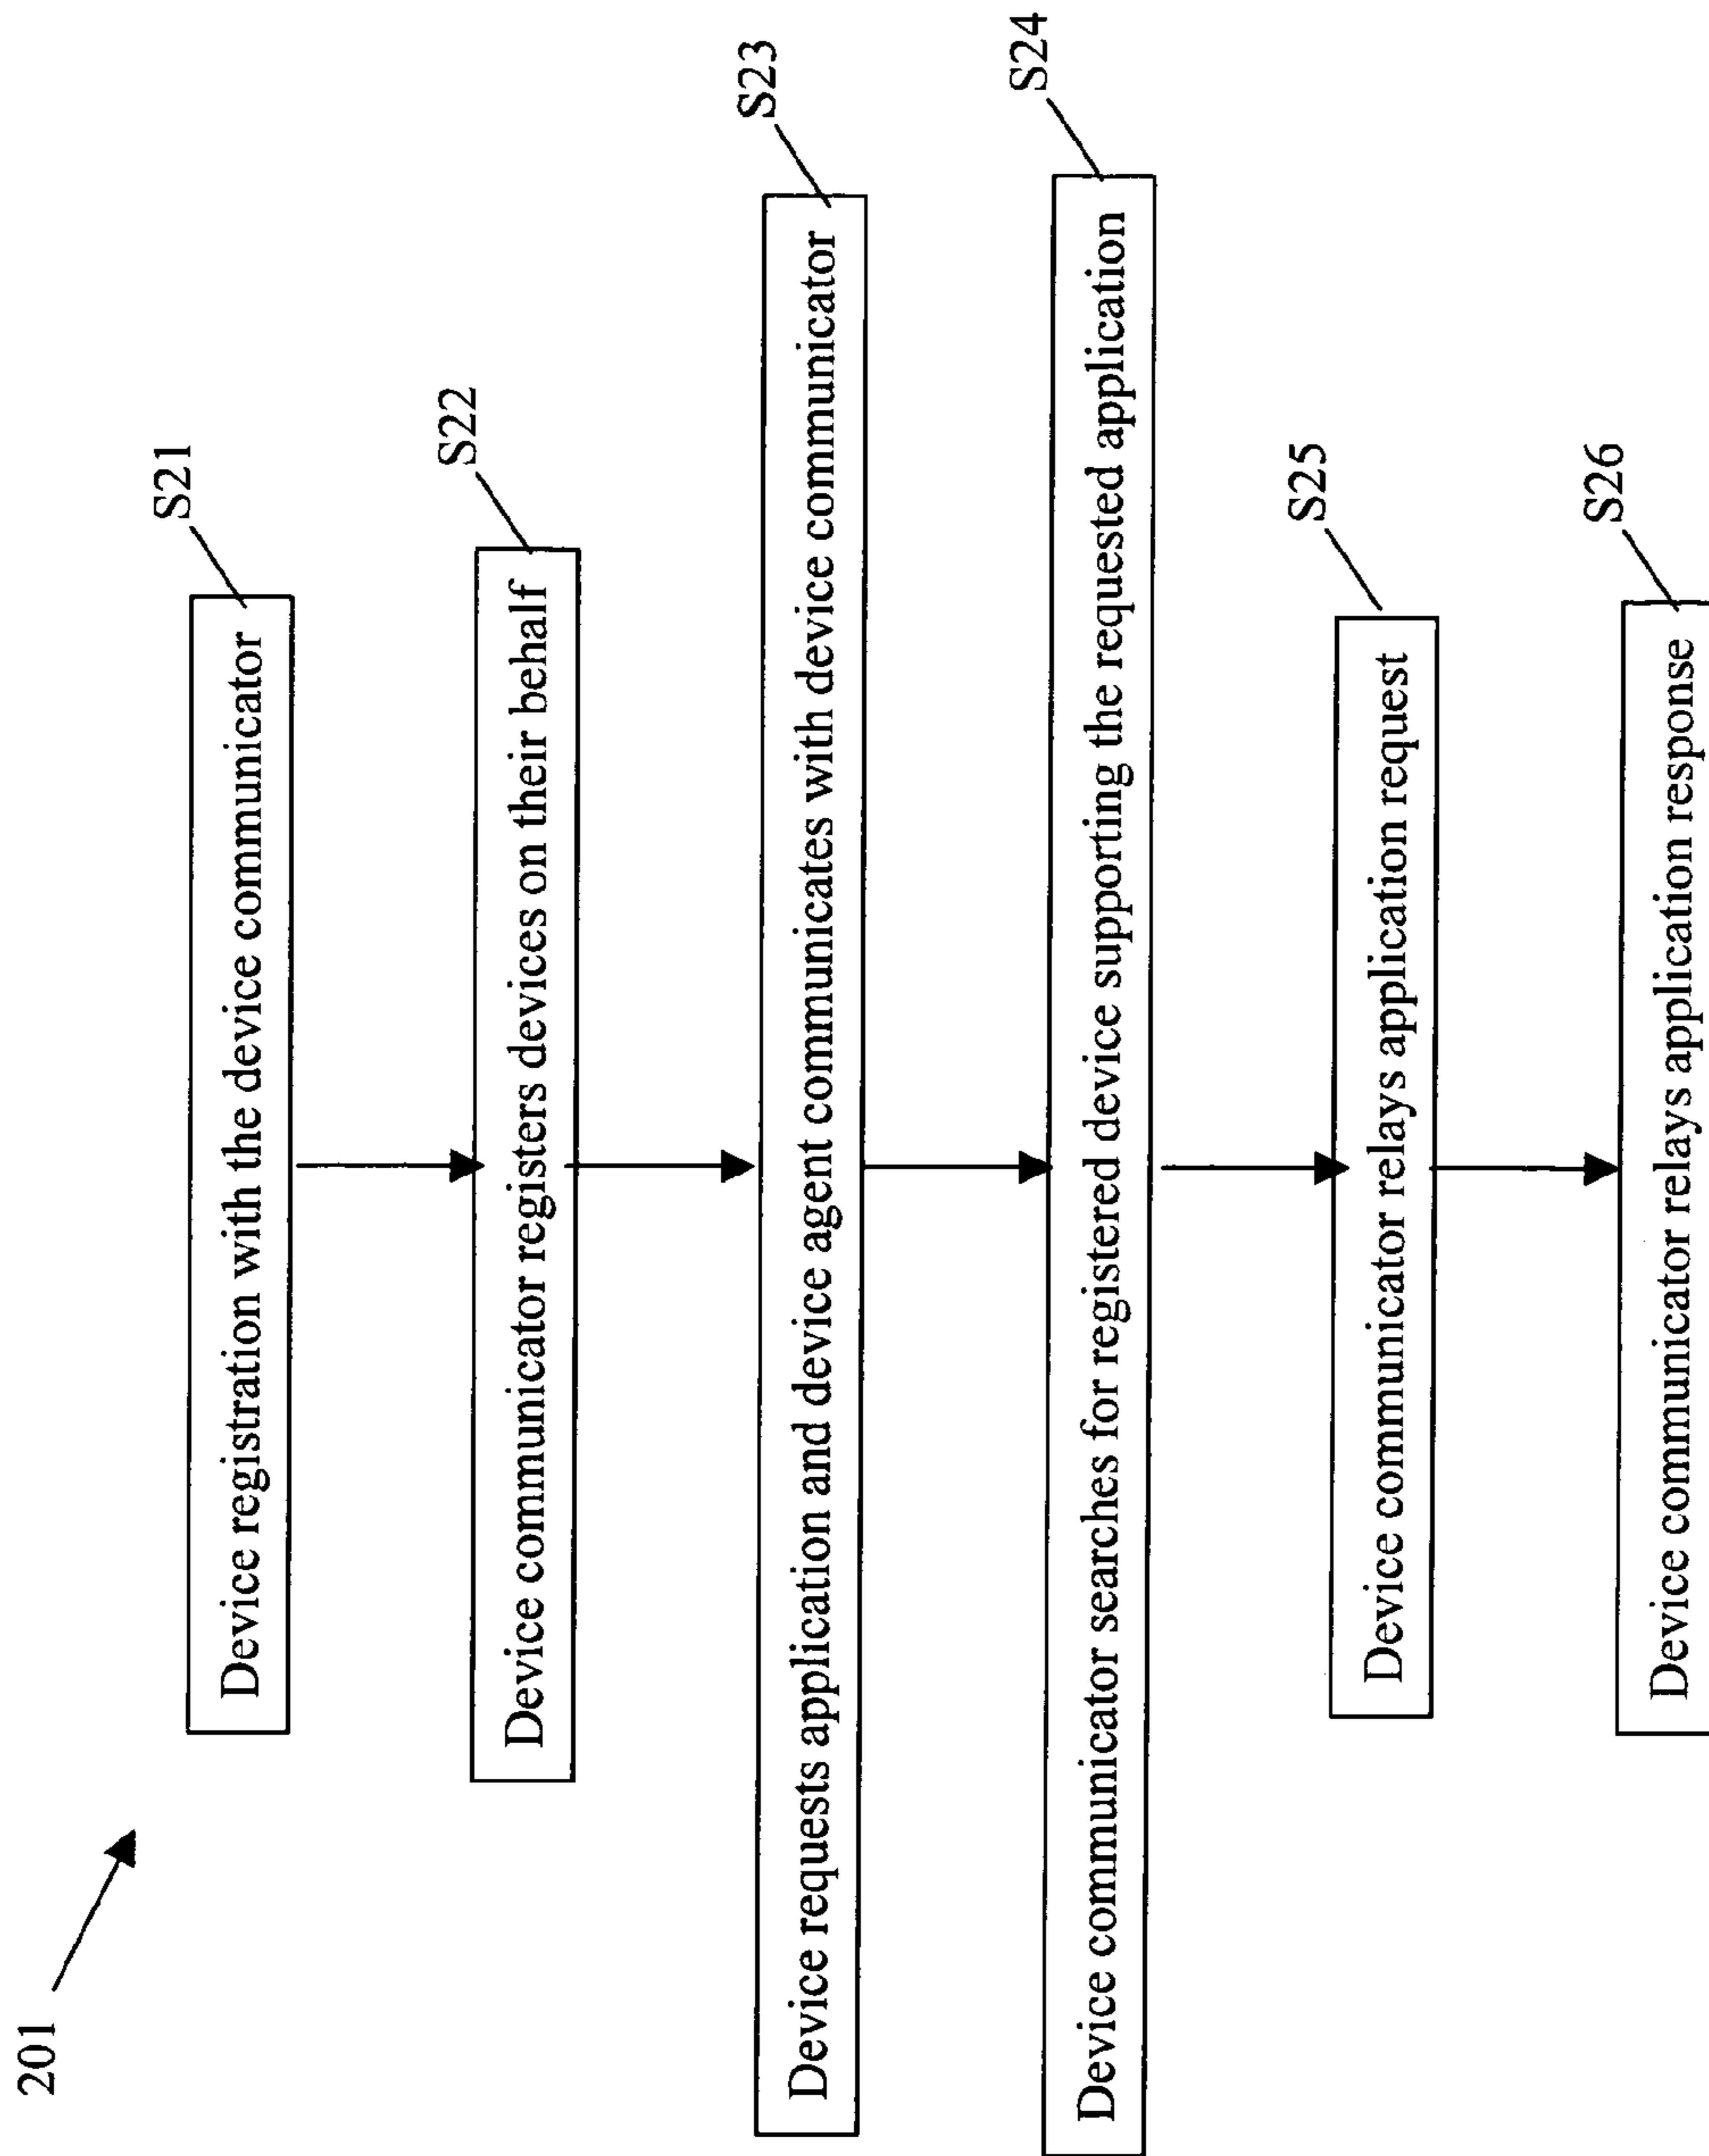 201
Device registration with the device communicator
S21
Device communicator registers devices on their behalf
S22
Device requests application and device agent communicates with device communicator
S23
Device communicator searches for registered device supporting the requested application
S24
Device communicator relays application request
S25
Device communicator relays application response
S26